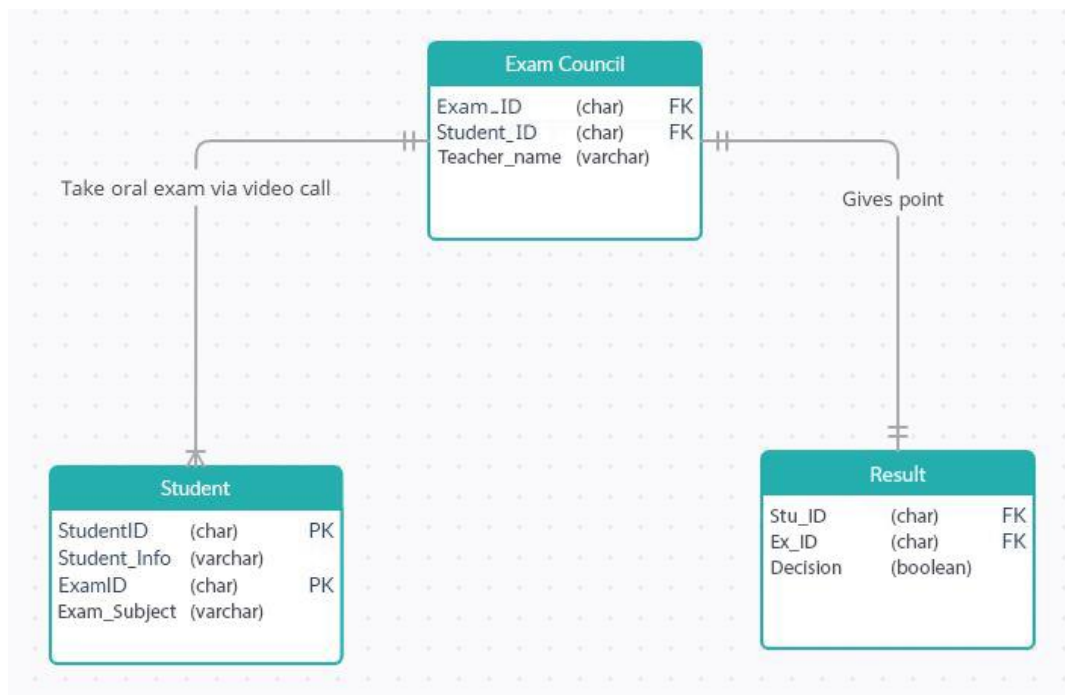 Exam Council
Exam_ID (char) FK
Student_ID (char) FK
Teacher_name (varchar)
Take oral exam via video call
Gives point
Student
StudentID (char) PK
Student_Info (varchar)
ExamID (char) PK
Exam_Subject (varchar)
Result
Stu_ID (char) FK
Ex_ID (char) FK
Decision (boolean)